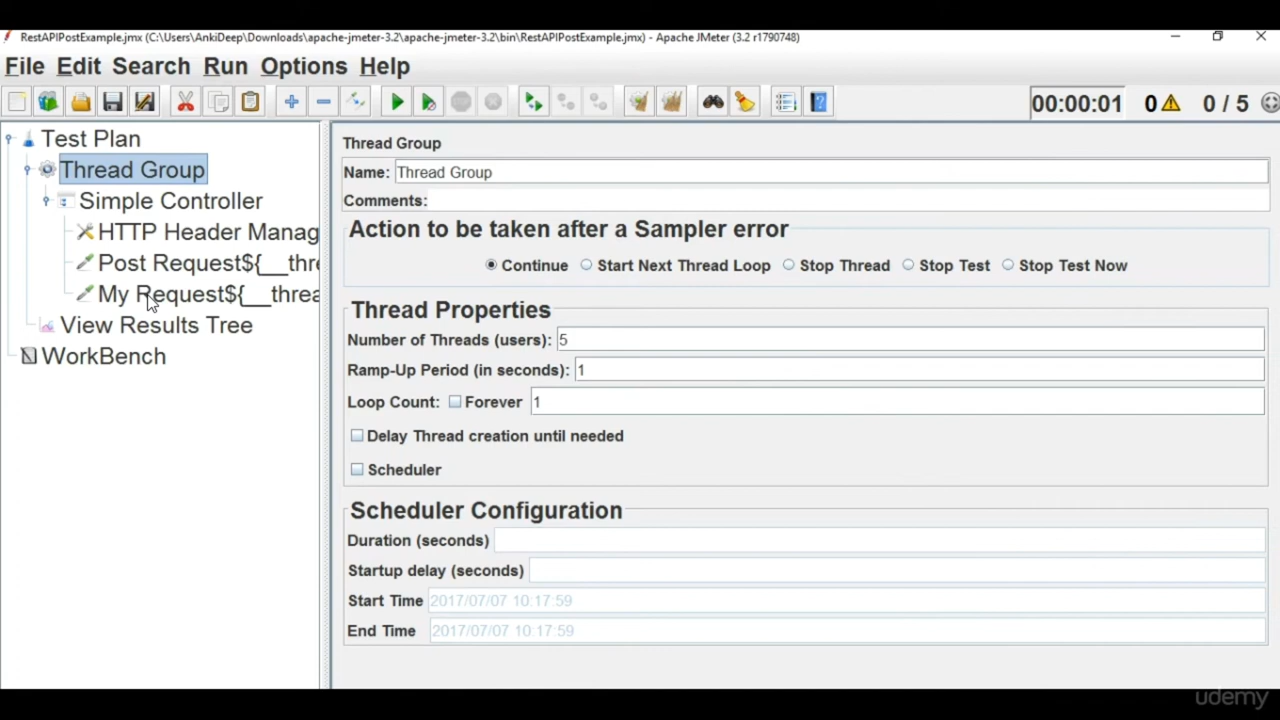 RestAPIPostExample.jmx (C:\Users\AnkiDeep\Downloads\apache-jmeter-3.2\apache-jmeter-3.2\bin\RestAPIPostExample.jmx) - Apache JMeter (3.2 r1790748)
File Edit Search Run Options Help
00:00:01 0 0 / 5
Test Plan
Thread Group
Simple Controller
HTTP Header Manag
Post Request${__thre
My Request${__threa
View Results Tree
WorkBench
Thread Group
Name: Thread Group
Comments:
Action to be taken after a Sampler error
Continue Start Next Thread Loop Stop Thread Stop Test Stop Test Now
Thread Properties
Number of Threads (users): 5
Ramp-Up Period (in seconds): 1
Loop Count: Forever 1
Delay Thread creation until needed
Scheduler
Scheduler Configuration
Duration (seconds)
Startup delay (seconds)
Start Time 2017/07/07 10:17:59
End Time 2017/07/07 10:17:59
udemy